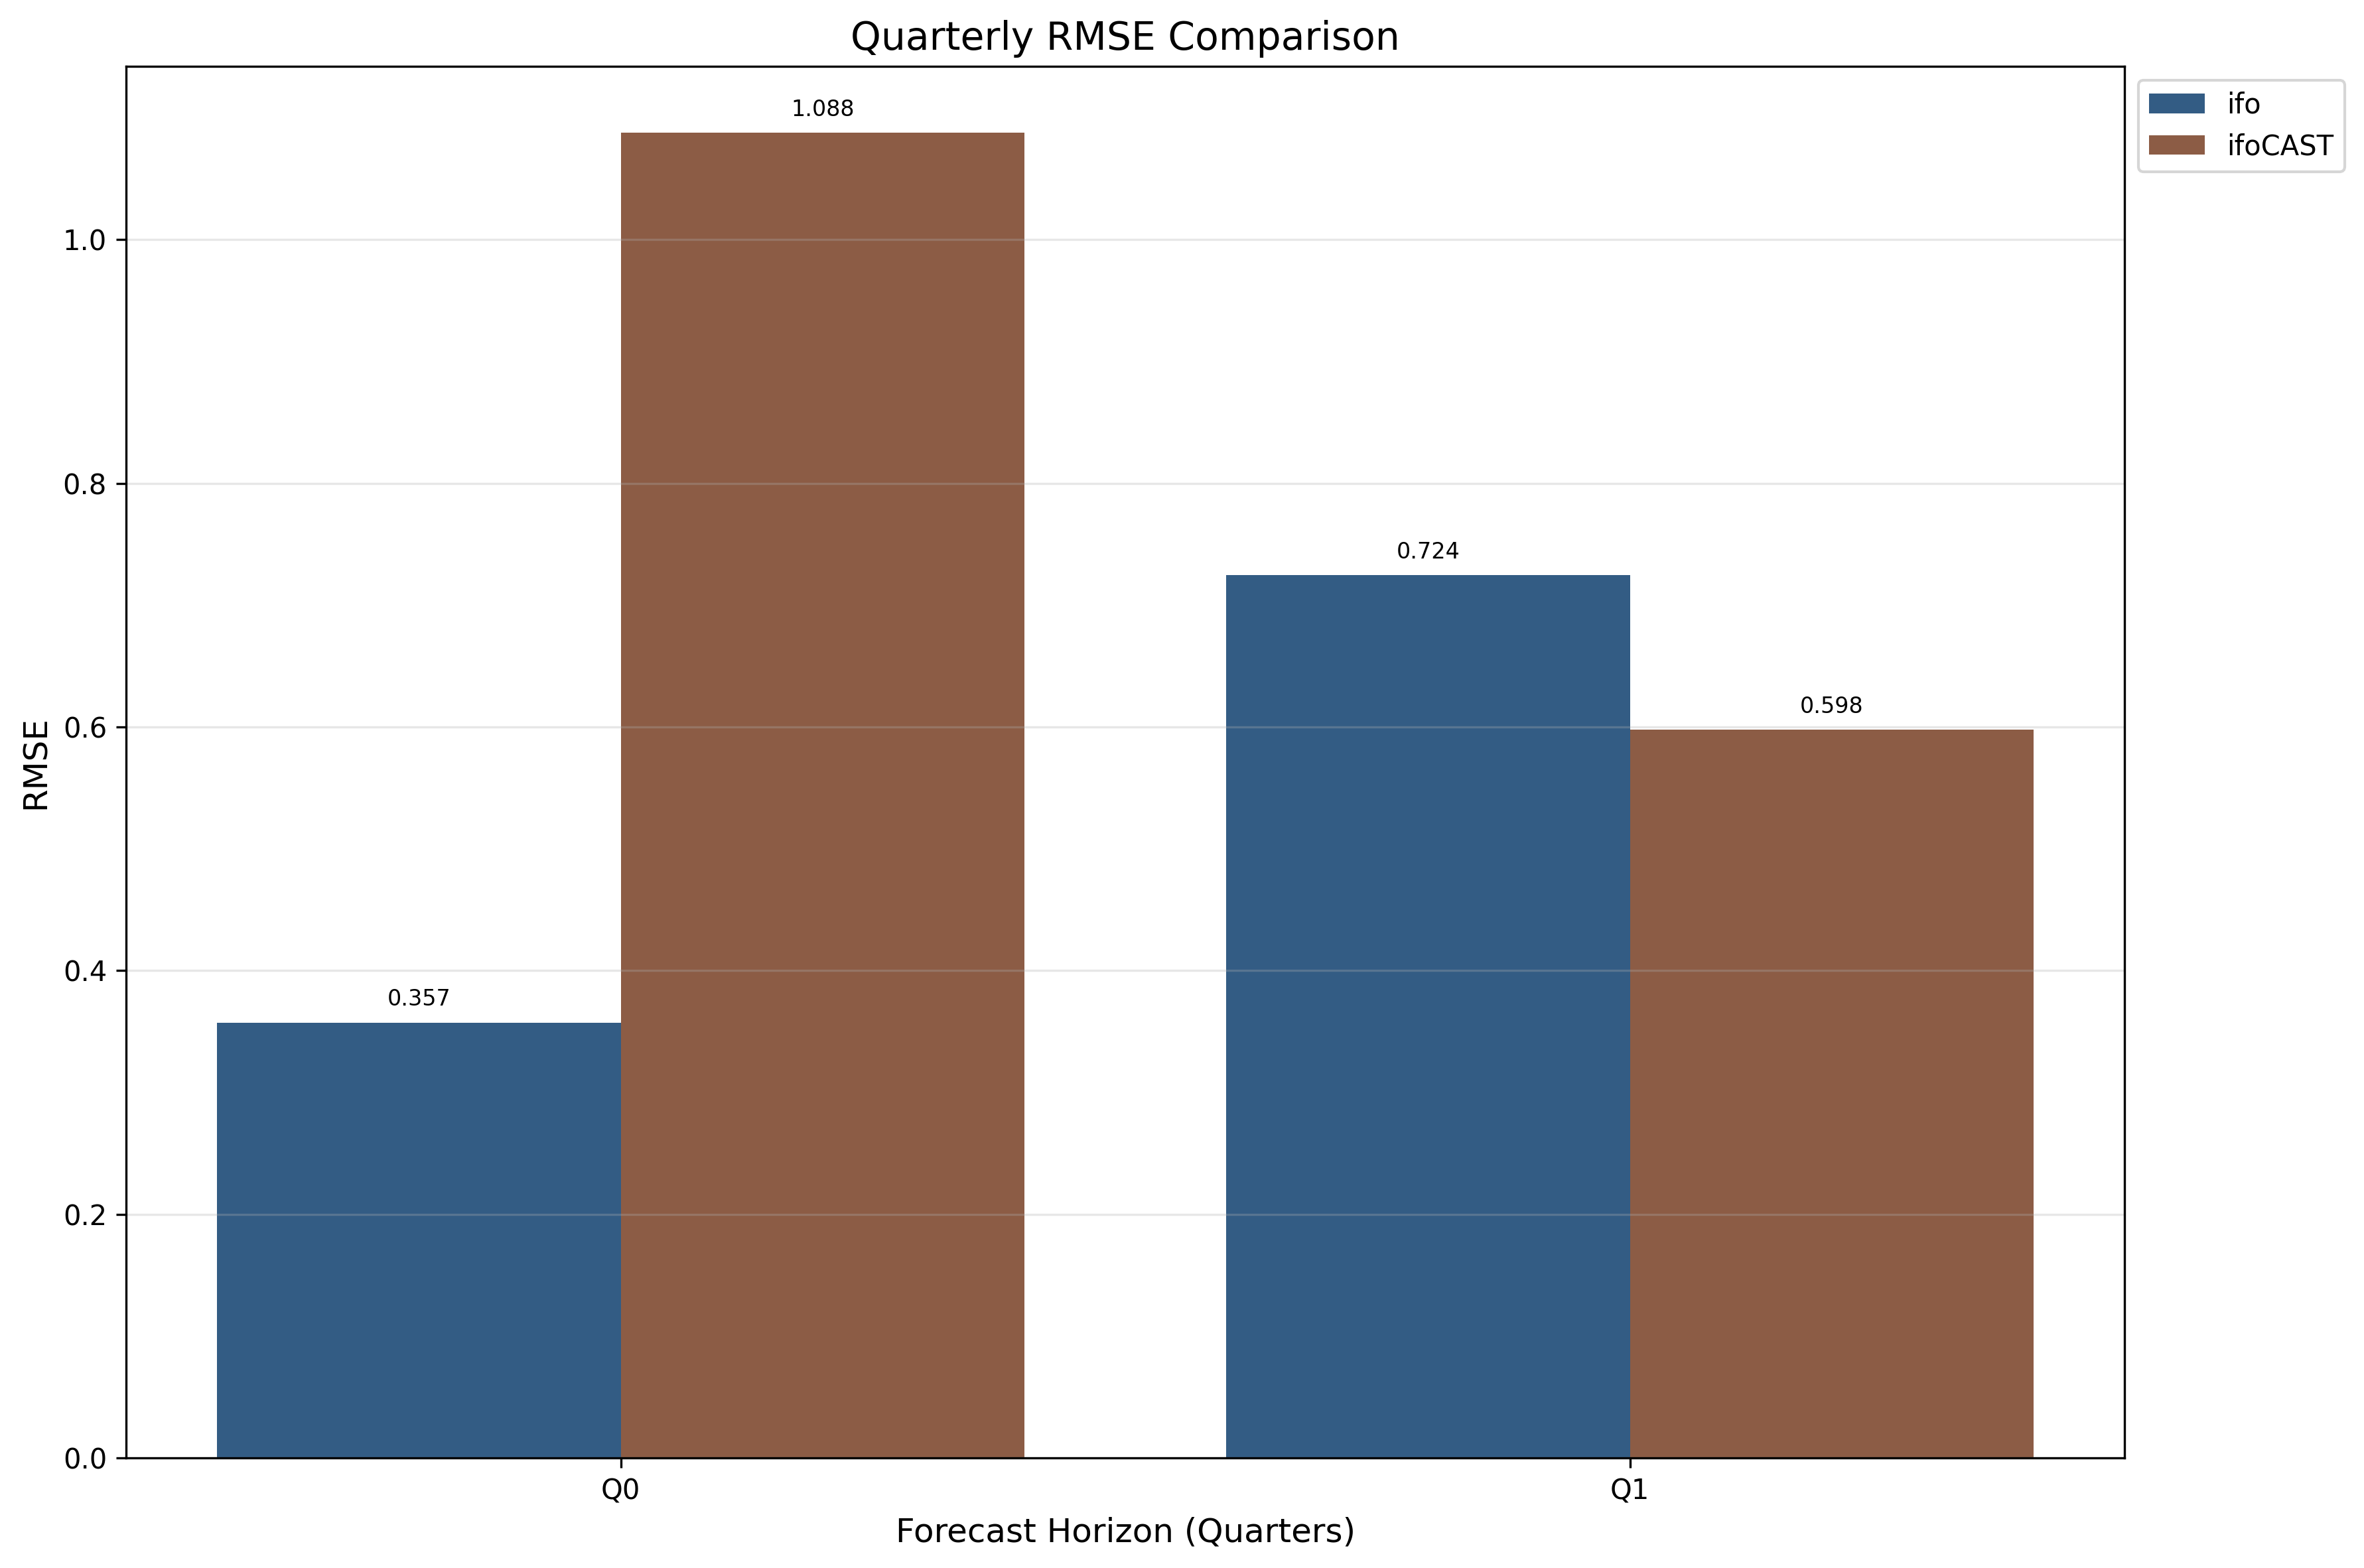 Quarterly RMSE Comparison
ifo
ifoCAST
RMSE
1.0
0.8
0.6
0.4
0.2
0.0
1.088
0.724
0.598
0.357
Q0
Q1
Forecast Horizon (Quarters)